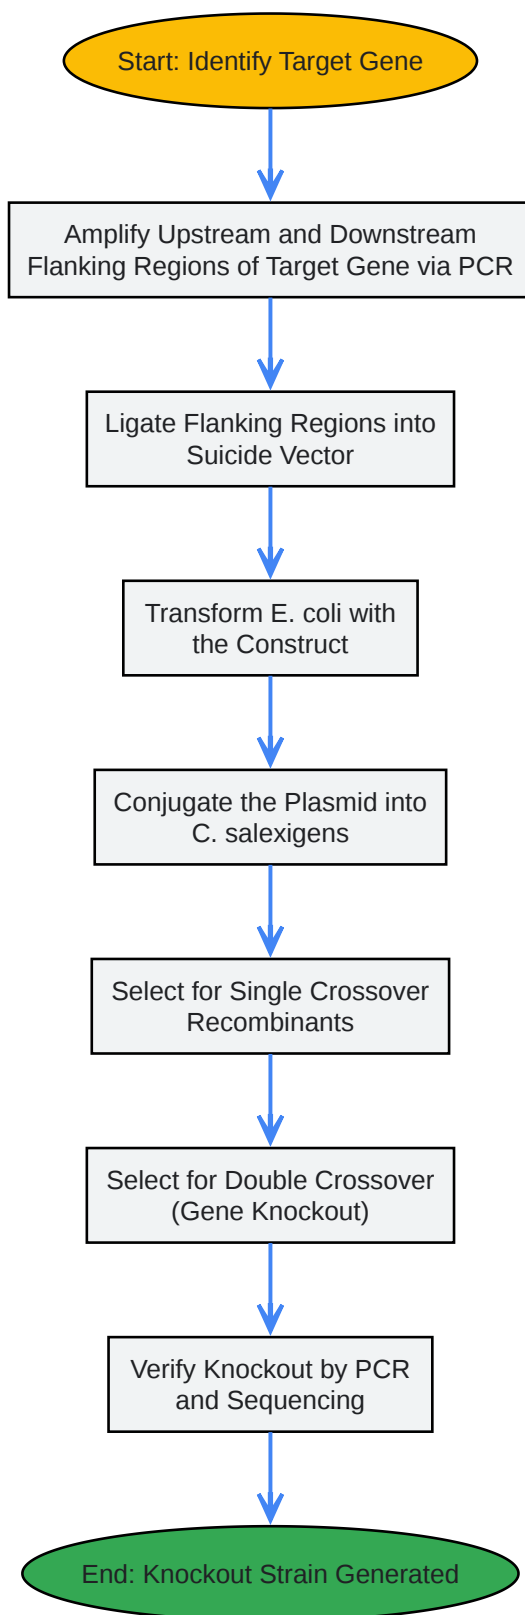 Start: Identify Target Gene
Amplify Upstream and Downstream
Flanking Regions of Target Gene via PCR
Ligate Flanking Regions into
Suicide Vector
Transform E. coli with
the Construct
Conjugate the Plasmid into
C. salexigens
Select for Single Crossover
Recombinants
Select for Double Crossover
(Gene Knockout)
Verify Knockout by PCR
and Sequencing
End: Knockout Strain Generated